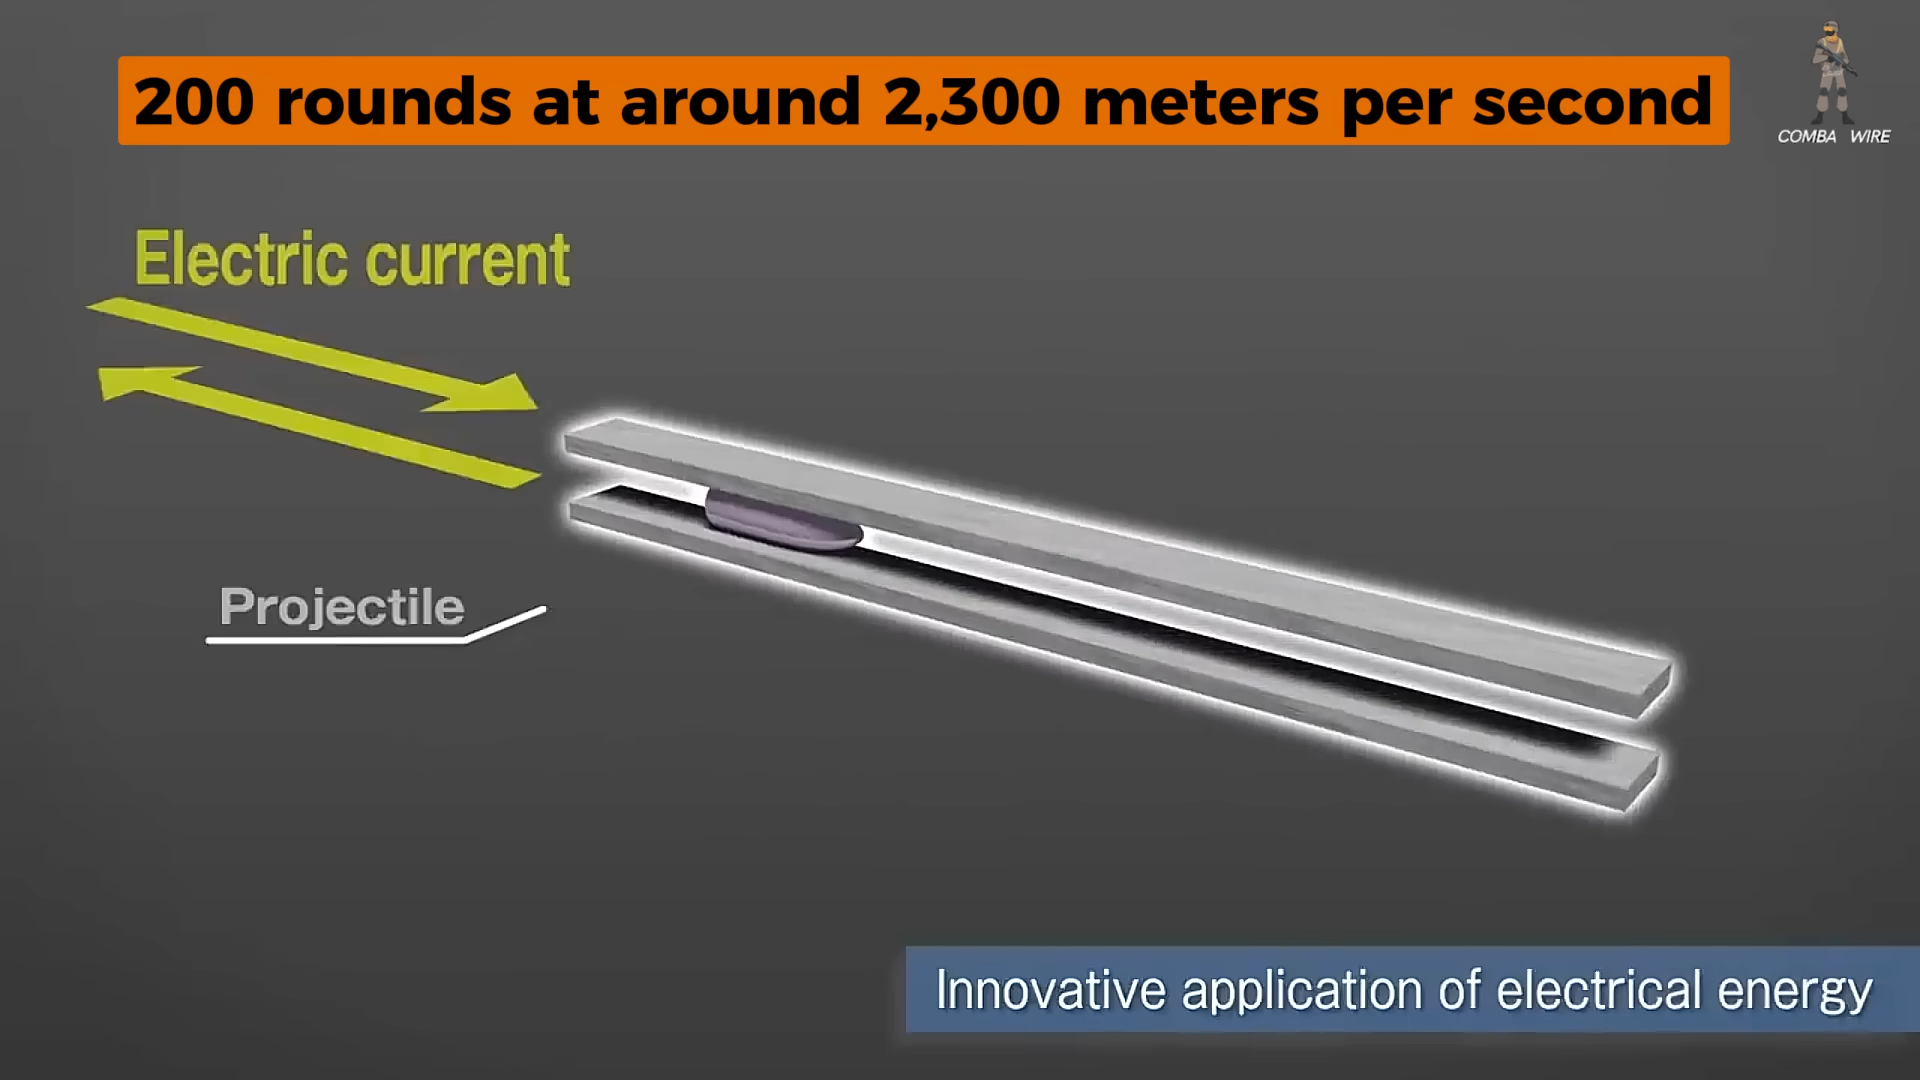 200 rounds at around 2,300 meters per second
COMBA WIRE
Electric current
Projectile
Innovative application of electrical energy